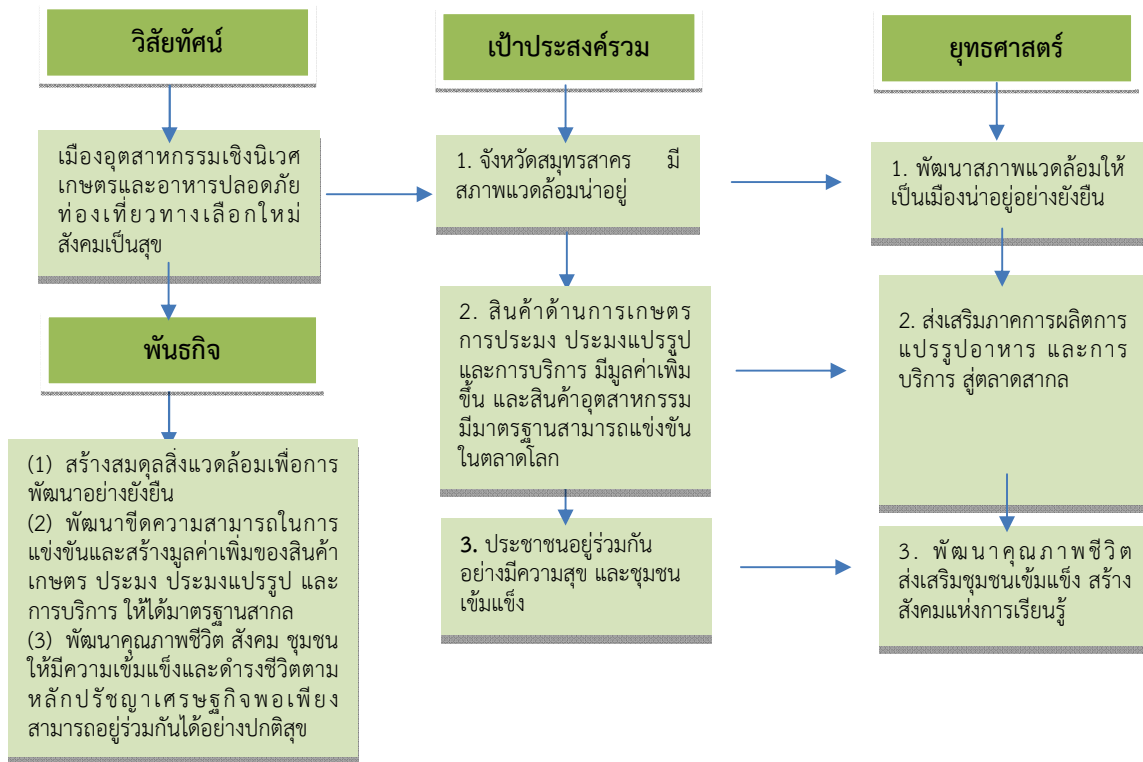 วิสัยทัศน์
เมืองอุตสาหกรรมเชิงนิเวศ
เกษตรและอาหารปลอดภัย
ท่องเที่ยวทางเลือกใหม่
สังคมเป็นสุข
พันธกิจ
(1) สร้างสมดุลสิ่งแวดล้อมเพื่อการ
พัฒนาอย่างยั่งยืน
(2) พัฒนาขีดความสามารถในการ
แข่งขันและสร้างมูลค่าเพิ่มของสินค้า
เกษตร ประมง ประมงแปรรูป และ
การบริการ ให้ได้มาตรฐานสากล
(3) พัฒนาคุณภาพชีวิต สังคม ชุมชน
ให้มีความเข้มแข็งและดำรงชีวิตตาม
หลักปรัชญาเศรษฐกิจพอเพียง
สามารถอยู่ร่วมกันได้อย่างปกติสุข
เป้าประสงค์รวม
1. จังหวัดสมุทรสาคร มี
สภาพแวดล้อมน่าอยู่
2. สินค้าด้านการเกษตร
การประมง ประมงแปรรูป
และการบริการ มีมูลค่าเพิ่ม
ขึ้น และสินค้าอุตสาหกรรม
มีมาตรฐานสามารถแข่งขัน
ในตลาดโลก
3. ประชาชนอยู่ร่วมกัน
อย่างมีความสุข และชุมชน
เข้มแข็ง
ยุทธศาสตร์
1. พัฒนาสภาพแวดล้อมให้
เป็นเมืองน่าอยู่อย่างยั่งยืน
2. ส่งเสริมภาคการผลิตการ
แปรรูปอาหาร และการ
บริการ สู่ตลาดสากล
3. พัฒนาคุณภาพชีวิต
ส่งเสริมชุมชนเข้มแข็ง สร้าง
สังคมแห่งการเรียนรู้